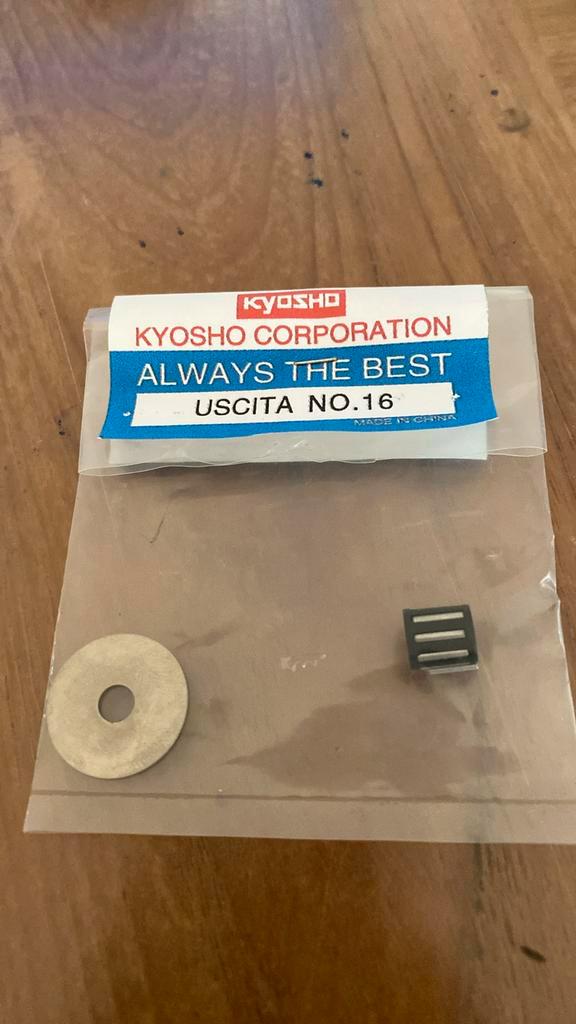 KYOSHO
KYOSHO CORPORATION
ALWAYS THE BEST
USCITA NO.16
MADE IN CHINA